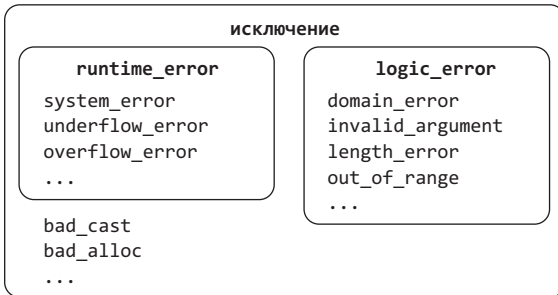 исключение
runtime_error
system_error
underflow_error
overflow_error
...
logic_error
domain_error
invalid_argument
length_error
out_of_range
...
bad_cast
bad_alloc
...